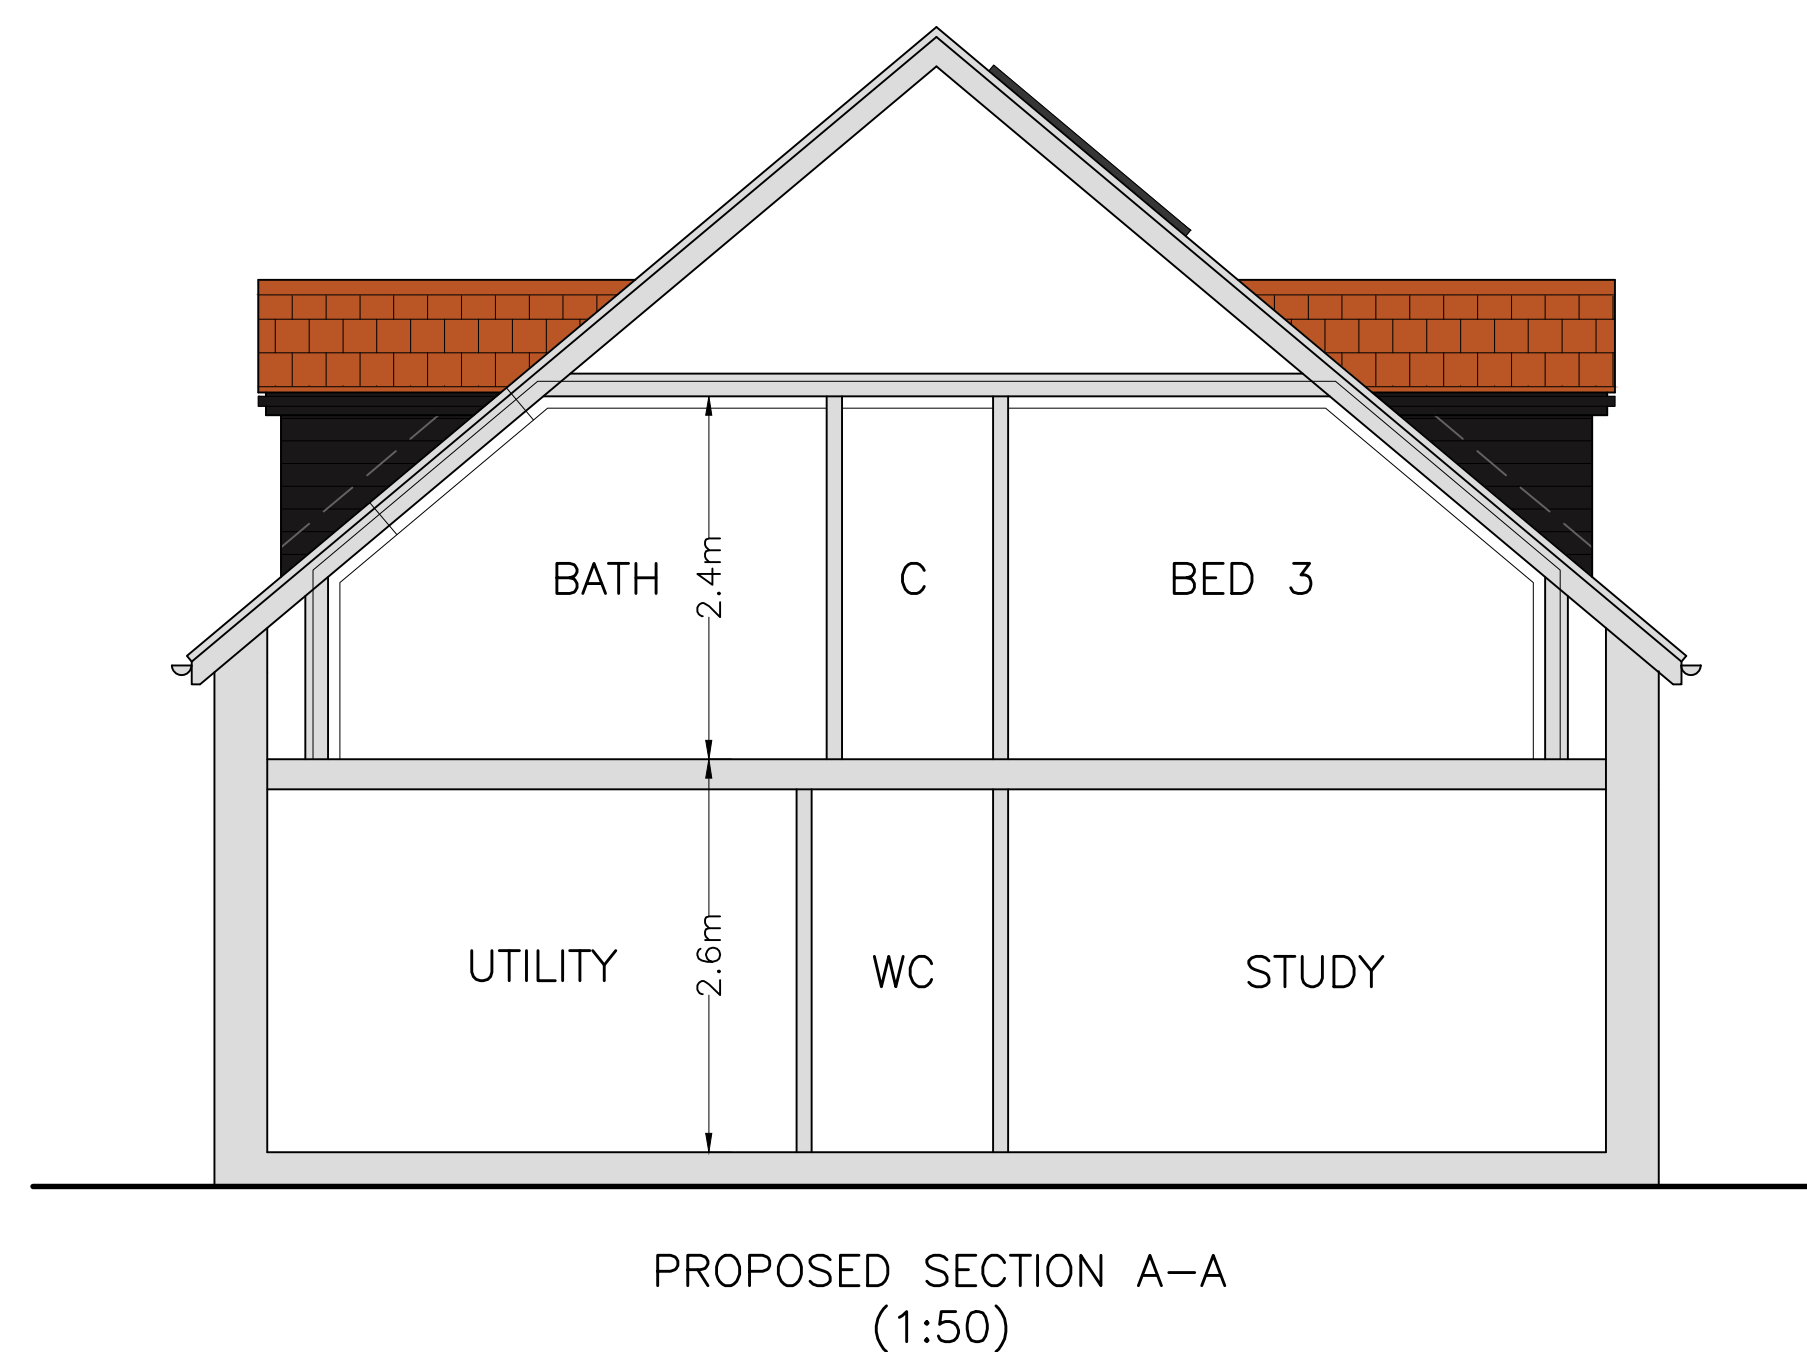 BATH
2.4m
C
BED 3
UTILITY
2.6m
WC
STUDY
PROPOSED SECTION A-A
(1:50)